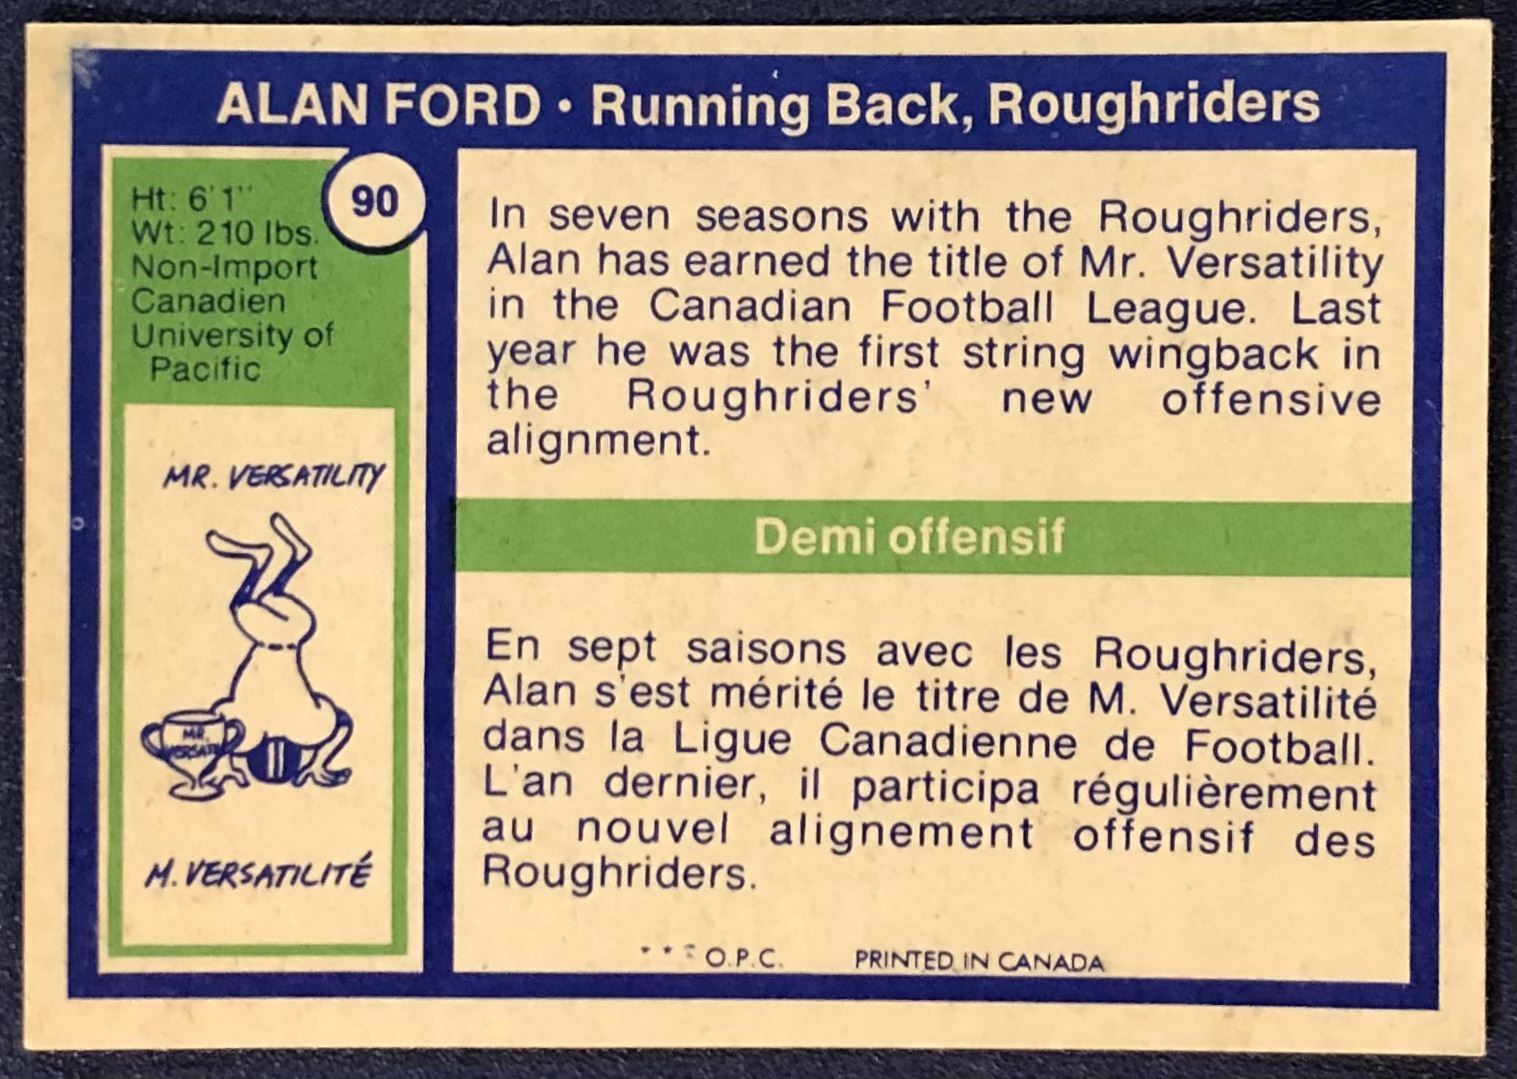 ALAN FORD • Running Back, Roughriders
90
Ht: 6'1"
Wt: 210 lbs.
Non-Import
Canadien
University of
Pacific
MR. VERSATILITY
MR.
M. VERSATILITÉ
In seven seasons with the Roughriders,
Alan has earned the title of Mr. Versatility
in the Canadian Football League. Last
year he was the first string wingback in
the Roughriders' new offensive
alignment.
Demi offensif
En sept saisons avec les Roughriders,
Alan s'est mérité le titre de M. Versatilité
dans la Ligue Canadienne de Football.
L'an dernier, il participa régulièrement
au nouvel alignement offensif des
Roughriders.
* * * O.P.C. PRINTED IN CANADA